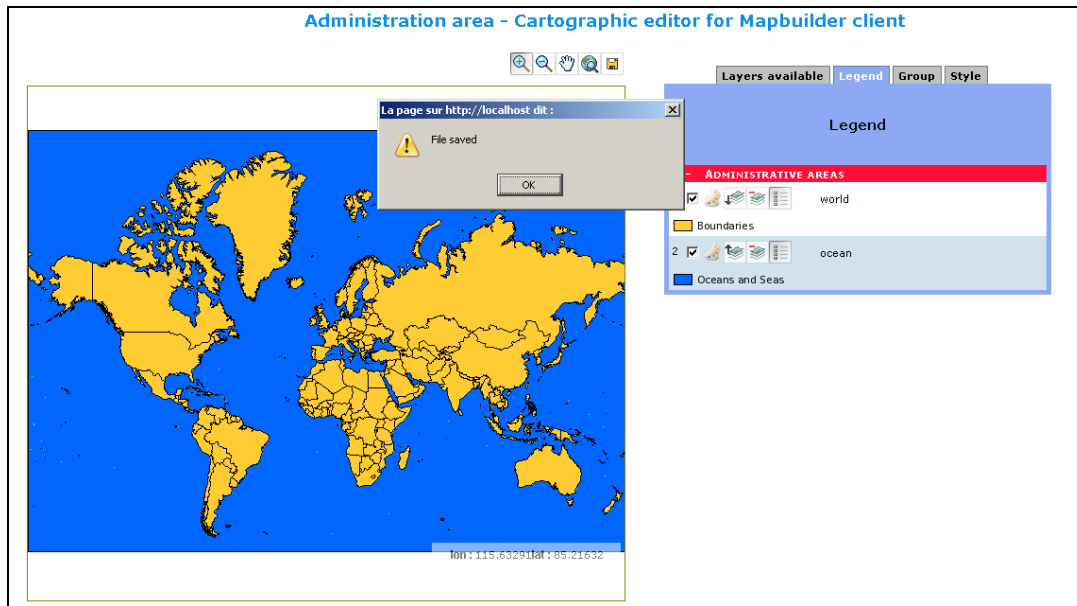 Administration area - Cartographic editor for Mapbuilder client
Layers available Legend Group Style
La page sur http://localhost dit :
File saved
OK
Legend
- ADMINISTRATIVE AREAS
world
Boundaries
2 ocean
Oceans and Seas
lon : 115.63291lat : 85.21632